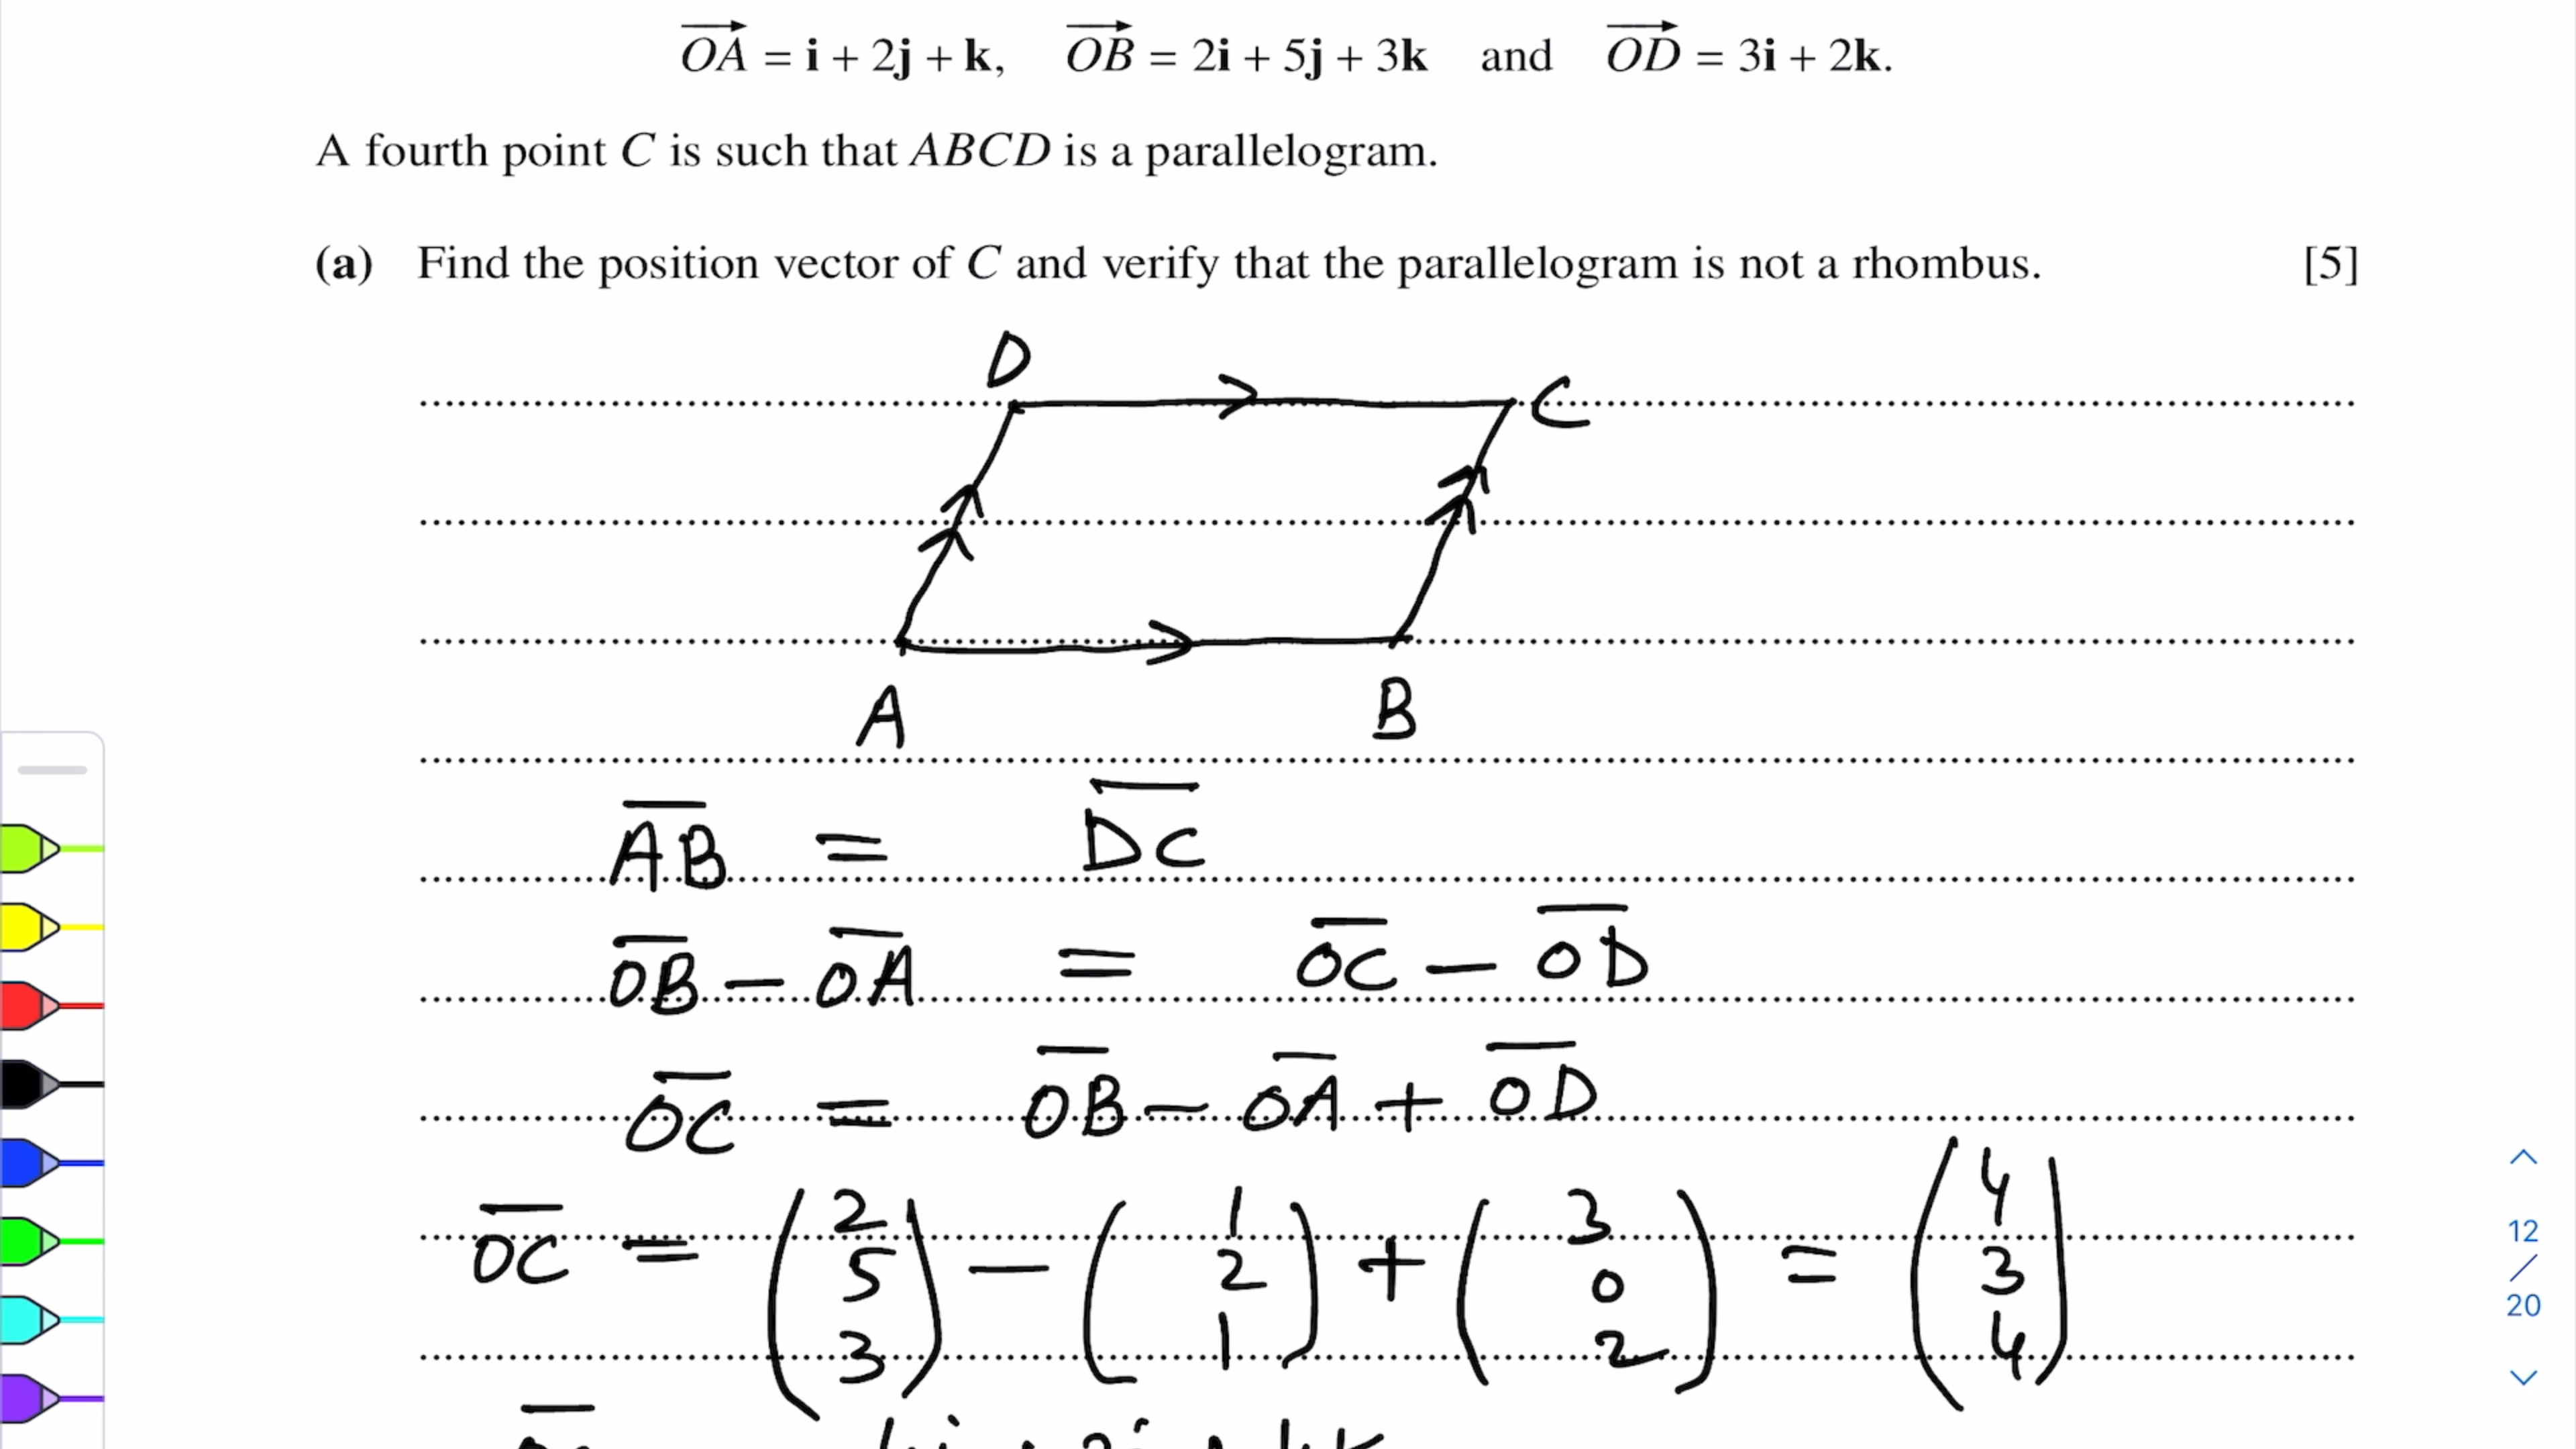 OA = i + 2j + k, OB = 2i + 5j + 3k and OD = 3i + 2k.
A fourth point C is such that ABCD is a parallelogram.
(a) Find the position vector of C and verify that the parallelogram is not a rhombus. [5]
D
C
A
B
AB = DC
OB − OA = OC − OD
OC = OB − OA + OD
OC = (2 5 3) − (1 2 1) + (3 0 2) = (4 3 4)
12
/
20